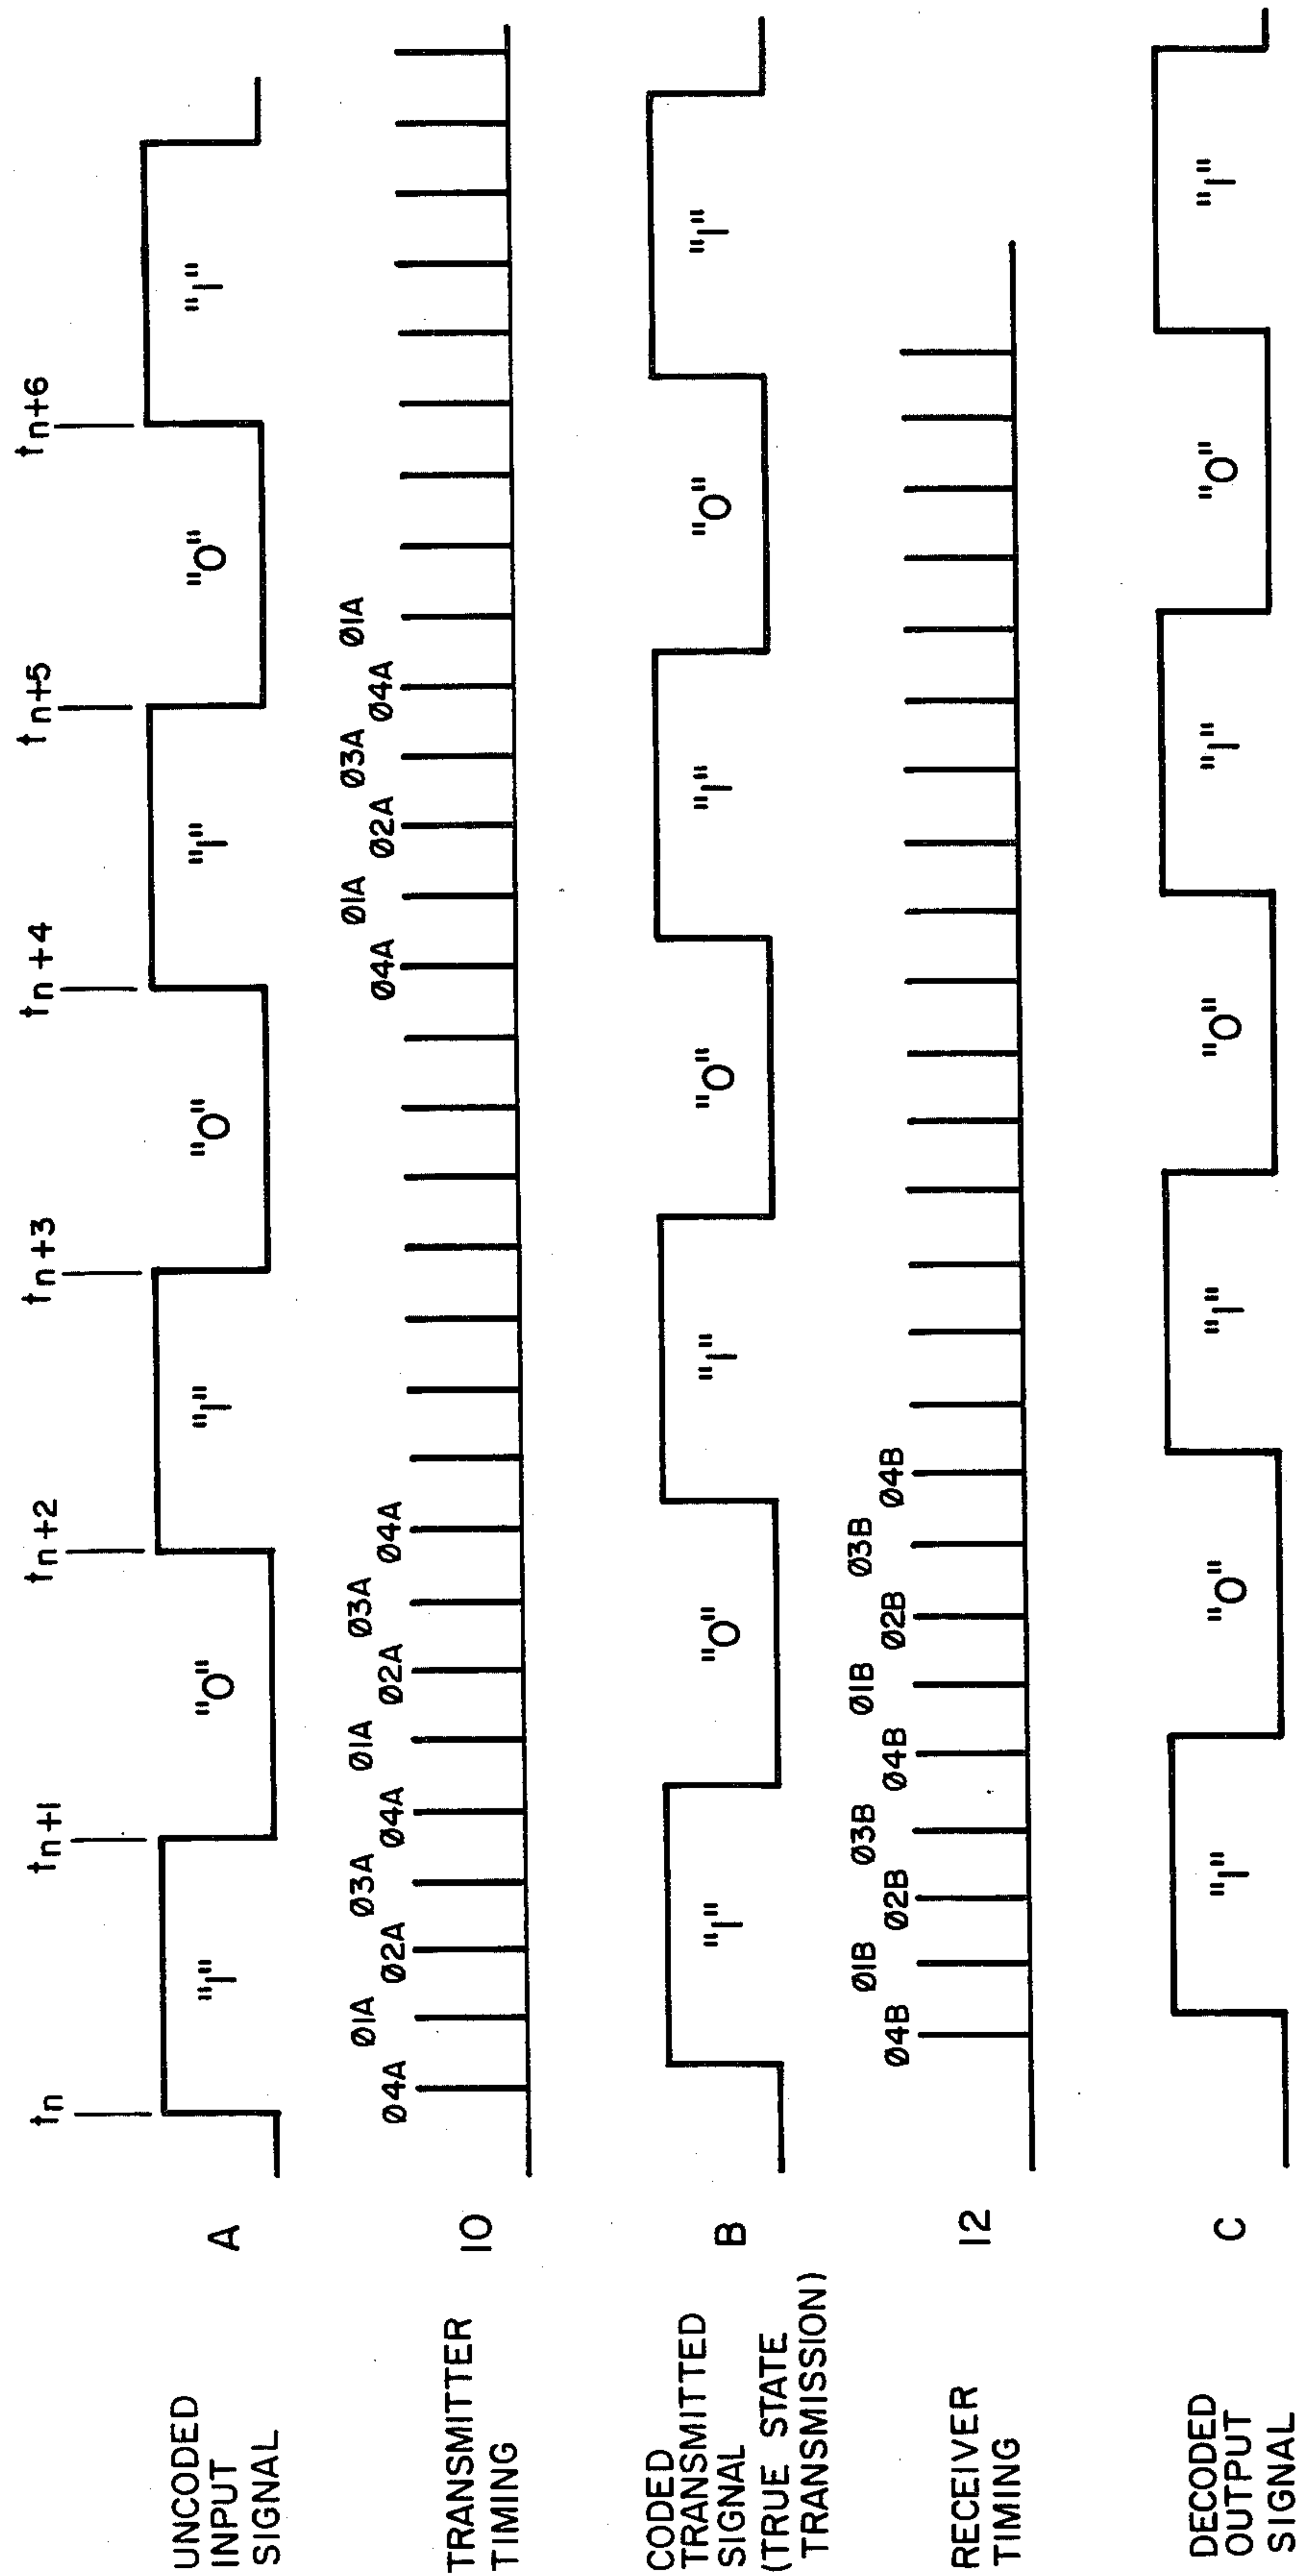 tn tn+1 tn+2 tn+3 tn+4 tn+5 tn+6
UNCODED
INPUT
SIGNAL
A
"1" "0" "1" "0" "1" "0" "1"
Ø1A Ø3A Ø1A Ø3A Ø1A Ø3A Ø1A
Ø4A Ø2A Ø4A Ø2A Ø4A Ø4A Ø2A Ø4A
TRANSMITTER
TIMING
10
CODED
TRANSMITTED
SIGNAL
(TRUE STATE
TRANSMISSION)
B
"1" "0" "1" "0" "1" "0" "1"
Ø1B Ø3B Ø1B Ø3B
Ø4B Ø2B Ø4B Ø2B Ø4B
RECEIVER
TIMING
12
DECODED
OUTPUT
SIGNAL
C
"1" "0" "1" "0" "1" "0" "1"